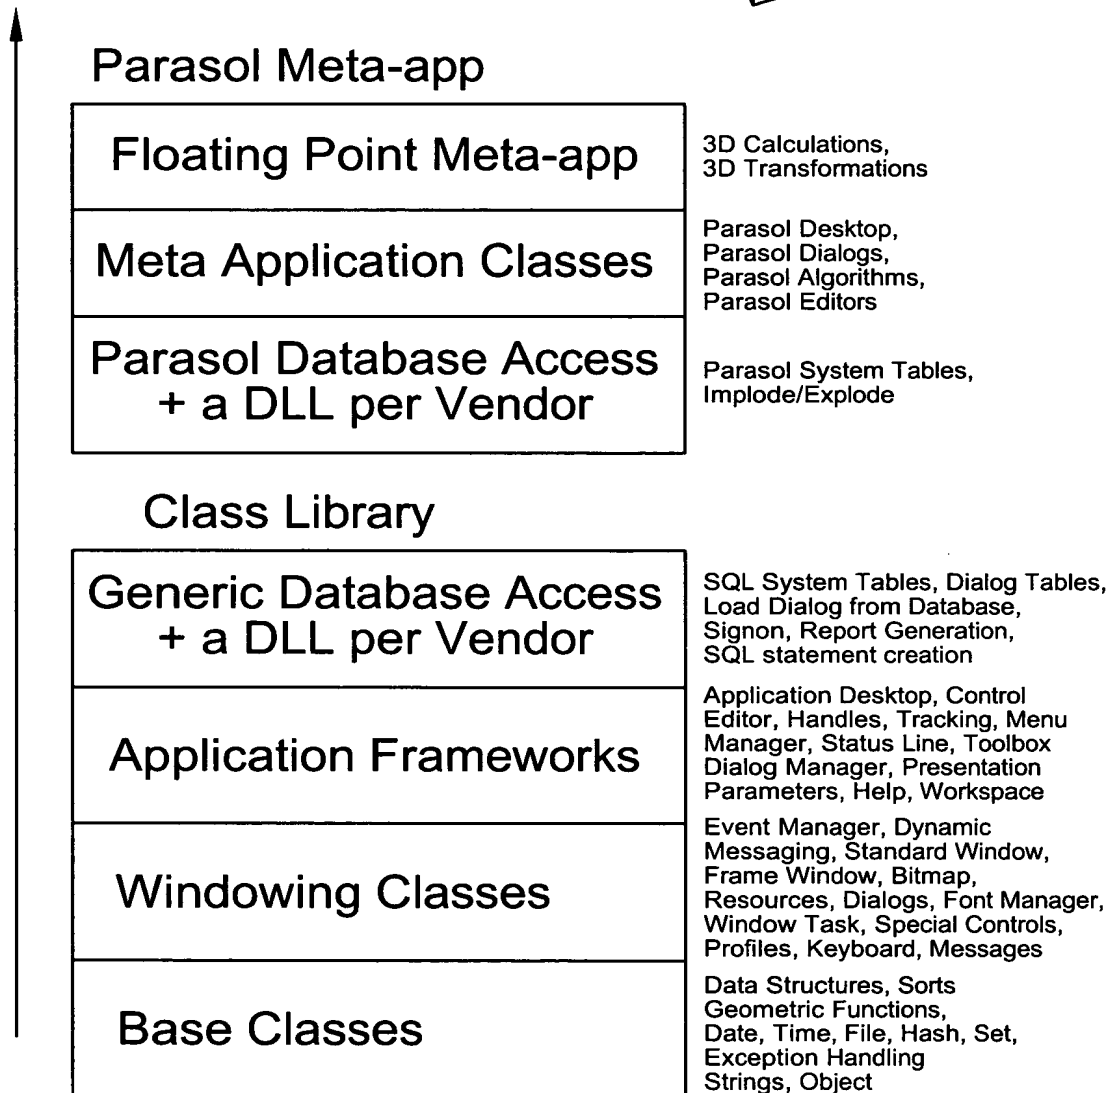 Parasol Meta-app
Floating Point Meta-app
3D Calculations,
3D Transformations
Meta Application Classes
Parasol Desktop,
Parasol Dialogs,
Parasol Algorithms,
Parasol Editors
Parasol Database Access
+ a DLL per Vendor
Parasol System Tables,
Implode/Explode
Class Library
Generic Database Access
+ a DLL per Vendor
SQL System Tables, Dialog Tables,
Load Dialog from Database,
Signon, Report Generation,
SQL statement creation
Application Frameworks
Application Desktop, Control
Editor, Handles, Tracking, Menu
Manager, Status Line, Toolbox
Dialog Manager, Presentation
Parameters, Help, Workspace
Windowing Classes
Event Manager, Dynamic
Messaging, Standard Window,
Frame Window, Bitmap,
Resources, Dialogs, Font Manager,
Window Task, Special Controls,
Profiles, Keyboard, Messages
Base Classes
Data Structures, Sorts
Geometric Functions,
Date, Time, File, Hash, Set,
Exception Handling
Strings, Object